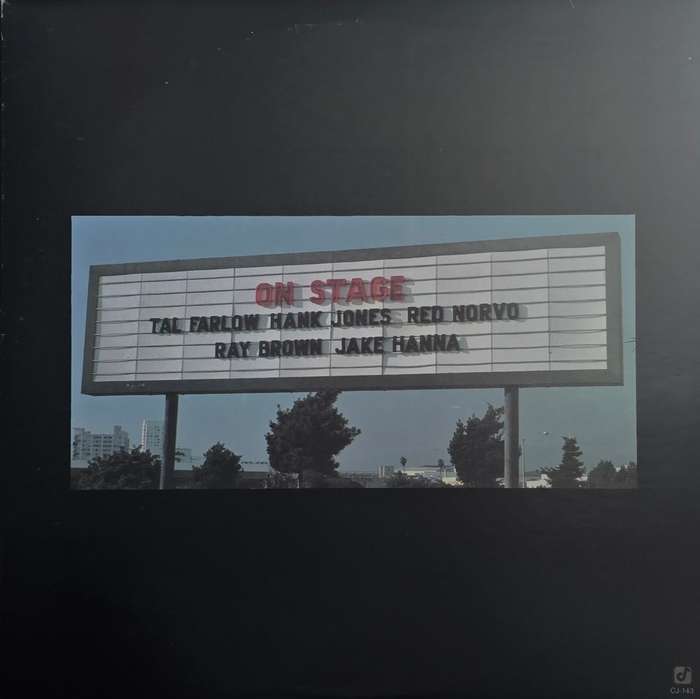 ON STAGE
TAL FARLOW HANK JONES RED NORVO
RAY BROWN JAKE HANNA